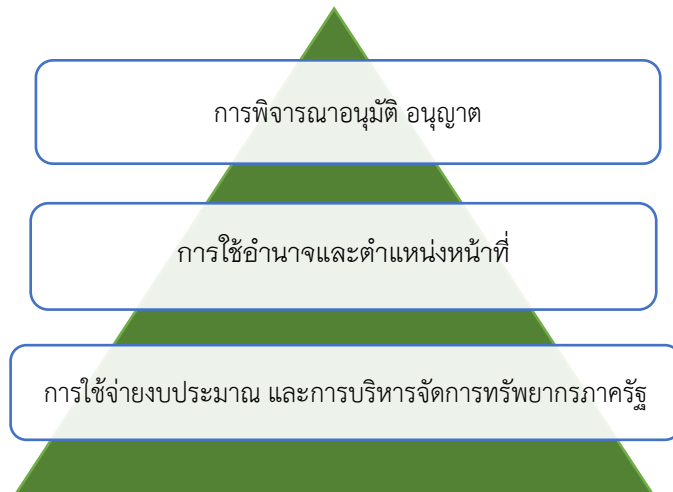 การพิจารณาอนุมัติ อนุญาต
การใช้อำนาจและตำแหน่งหน้าที่
การใช้จ่ายงบประมาณ และการบริหารจัดการทรัพยากรภาครัฐ